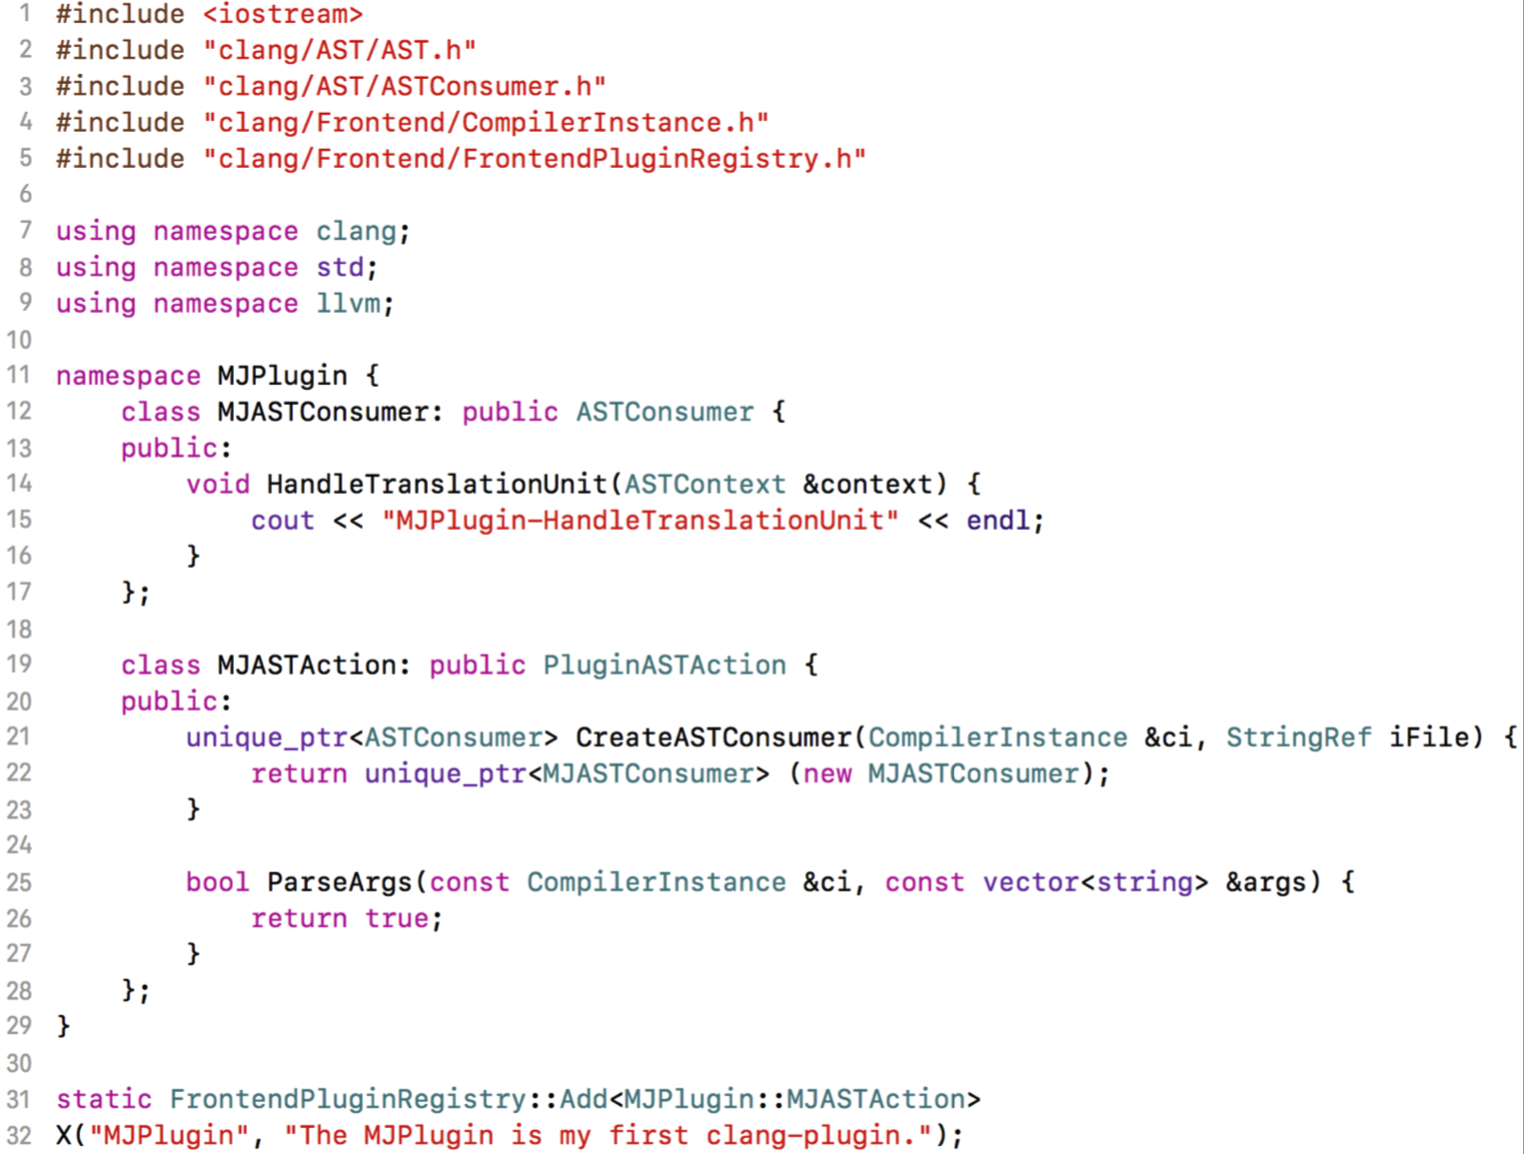 1 #include <iostream>
2 #include "clang/AST/AST.h"
3 #include "clang/AST/ASTConsumer.h"
4 #include "clang/Frontend/CompilerInstance.h"
5 #include "clang/Frontend/FrontendPluginRegistry.h"
6
7 using namespace clang;
8 using namespace std;
9 using namespace llvm;
10
11 namespace MJPlugin {
12     class MJASTConsumer: public ASTConsumer {
13     public:
14         void HandleTranslationUnit(ASTContext &context) {
15             cout << "MJPlugin-HandleTranslationUnit" << endl;
16         }
17     };
18
19     class MJASTAction: public PluginASTAction {
20     public:
21         unique_ptr<ASTConsumer> CreateASTConsumer(CompilerInstance &ci, StringRef iFile) {
22             return unique_ptr<MJASTConsumer> (new MJASTConsumer);
23         }
24
25         bool ParseArgs(const CompilerInstance &ci, const vector<string> &args) {
26             return true;
27         }
28     };
29 }
30
31 static FrontendPluginRegistry::Add<MJPlugin::MJASTAction>
32 X("MJPlugin", "The MJPlugin is my first clang-plugin.");